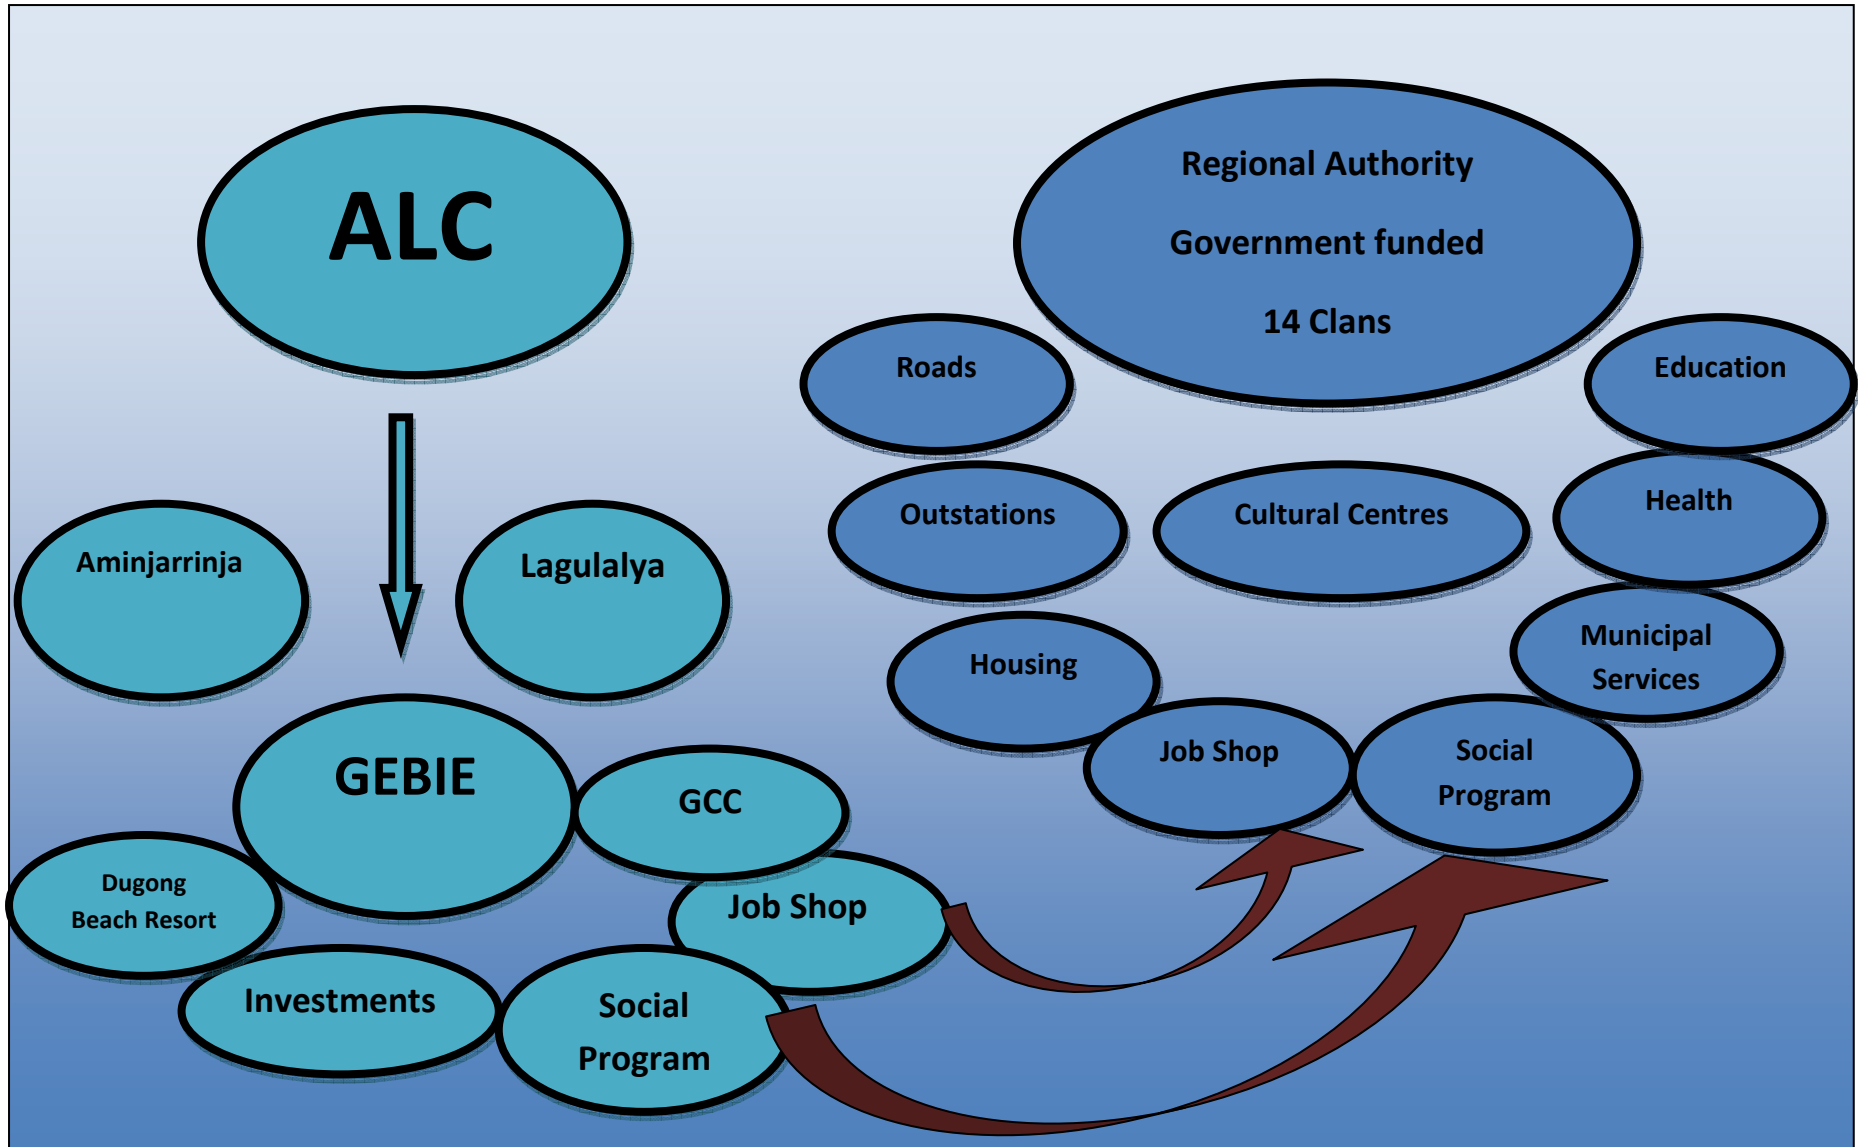 ALC
Regional Authority
Government funded
14 Clans
Roads
Education
Outstations
Cultural Centres
Health
Aminjarrinja
Lagulalya
Housing
Municipal
Services
GEBIE
GCC
Job Shop
Social
Program
Dugong
Beach Resort
Job Shop
Investments
Social
Program